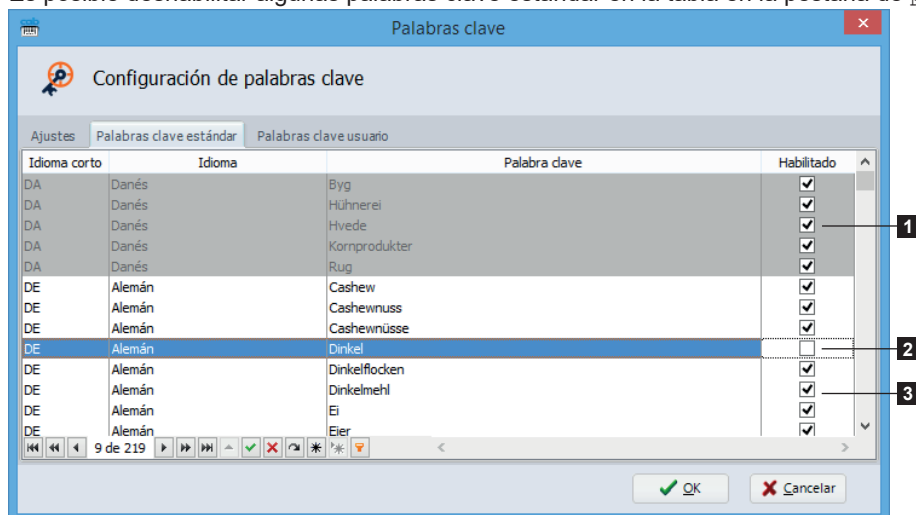 Palabras clave
Configuración de palabras clave
Ajustes Palabras clave estándar Palabras clave usuario
Idioma corto Idioma Palabra clave Habilitado
DA Danés Byg
DA Danés Hühnerei
DA Danés Hvede
1
DA Danés Kornprodukter
DA Danés Rug
DE Alemán Cashew
DE Alemán Cashewnuss
DE Alemán Cashewnüsse
DE Alemán Dinkel
2
DE Alemán Dinkelflocken
DE Alemán Dinkelmehl
3
DE Alemán Ei
DE Alemán Eier
9 de 219
OK Cancelar